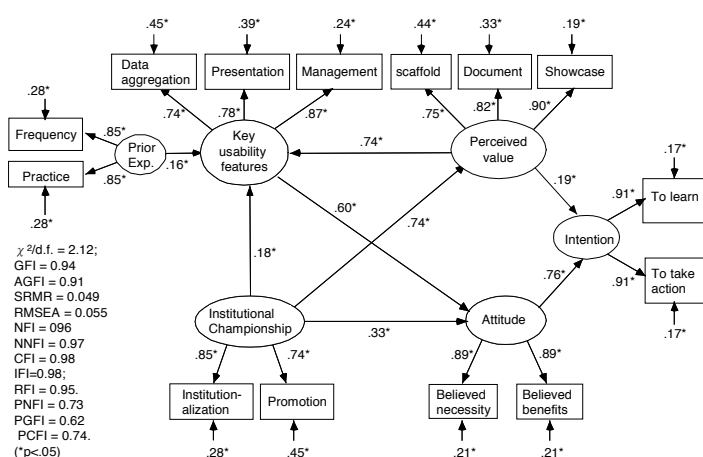 .45*
.39*
.24*
.44*
.33*
.19*
Data
aggregation
Presentation
Management
scaffold
Document
Showcase
.28*
.74*
.78*
.87*
.75*
.82*
.90*
Frequency
.85*
Prior
Exp.
.16*
Key
usability
features
.74*
Perceived
value
.17*
Practice
.85*
.19*
.91*
To learn
.28*
.60*
.74*
Intention
χ²/d.f. = 2.12;
GFI = 0.94
AGFI = 0.91
SRMR = 0.049
RMSEA = 0.055
NFI = 096
NNFI = 0.97
CFI = 0.98
IFI=0.98;
RFI = 0.95.
PNFI = 0.73
PGFI = 0.62
PCFI = 0.74.
(*p<.05)
.18*
.76*
.91*
To take
action
Institutional
Championship
.33*
Attitude
.17*
.85*
.74*
.89*
.89*
Institution-
alization
Promotion
Believed
necessity
Believed
benefits
.28*
.45*
.21*
.21*